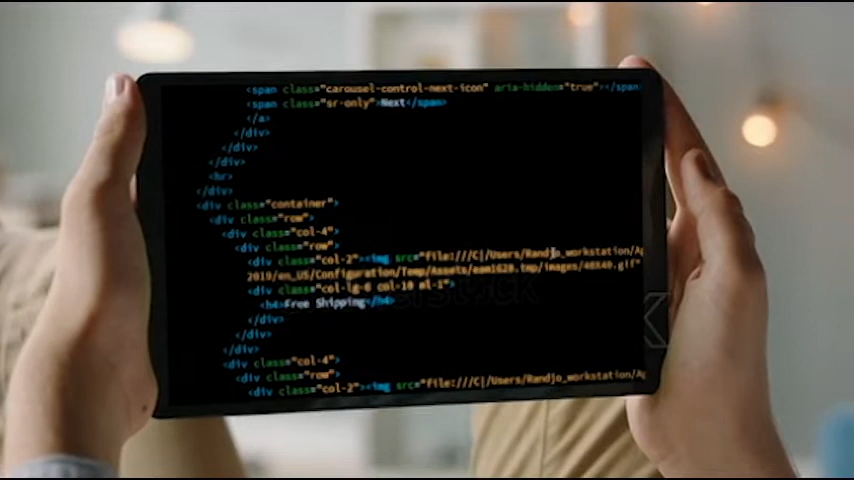 <span class="carousel-control-next-icon" aria-hidden="true"></span>
<span class="sr-only">Next</span>
</a>
</div>
</div>
</div>
<hr>
</div>
<div class="container">
<div class="row">
<div class="col-4">
<div class="row">
<div class="col-2"><img src="file:///C|/Users/Randjo_workstation/Ap
2019/en_US/Configuration/Temp/Assets/eam1620.tmp/images/40X40.gif"
<div class="col-lg-6 col-10 ml-1">
<h4>Free Shipping</h4>
</div>
</div>
</div>
<div class="col-4">
<div class="row">
<div class="col-2"><img src="file:///C|/Users/Randjo_workstation/Ap